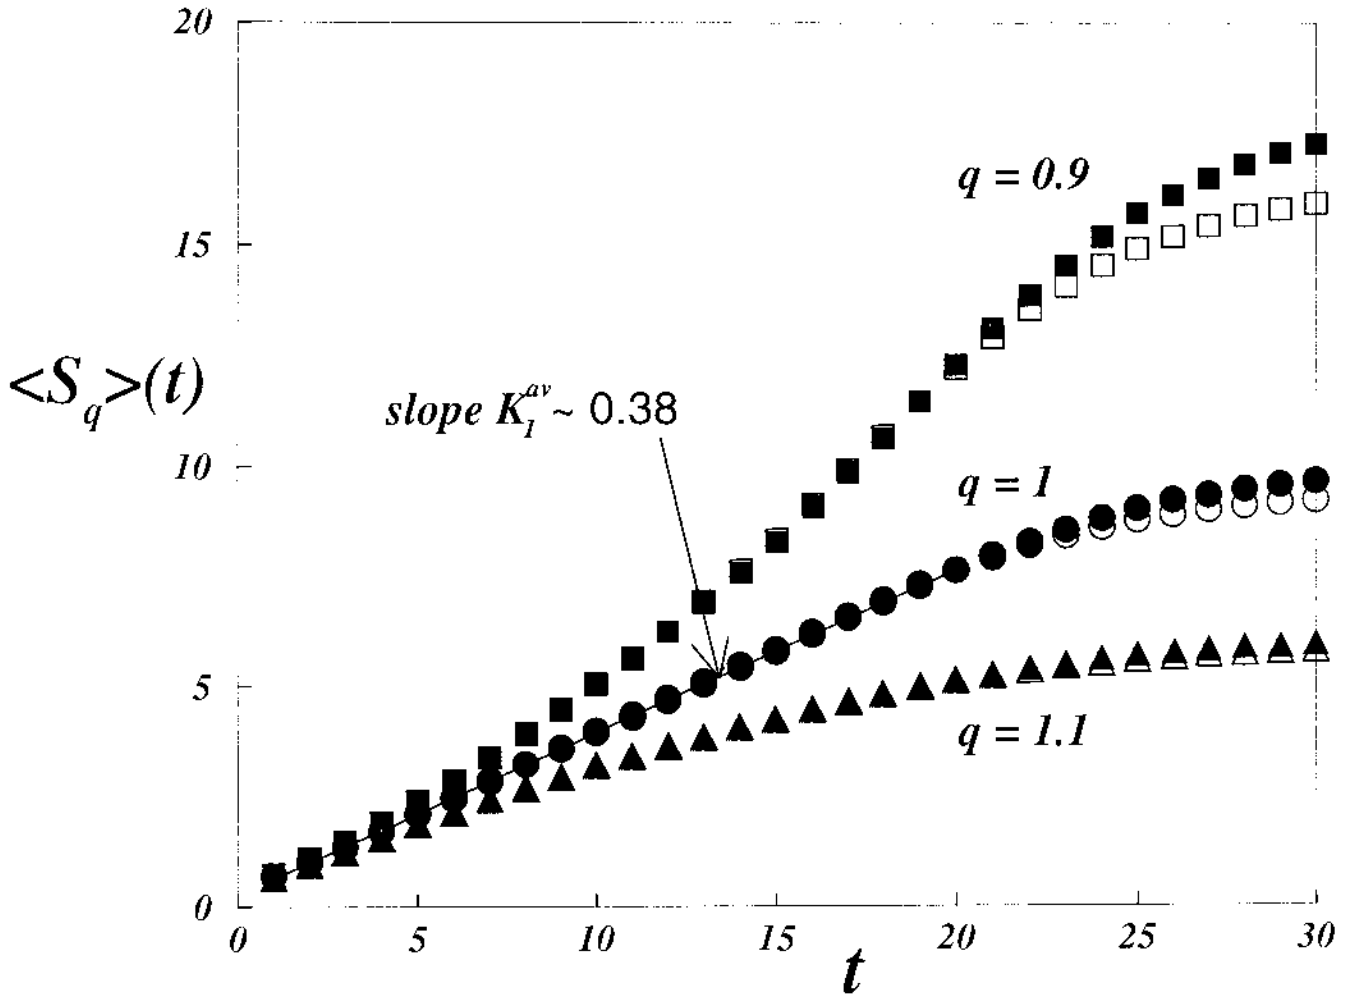 20
q = 0.9
15
<S_q>(t)
slope K_1^av ~ 0.38
10
q = 1
5
q = 1.1
0
0 5 10 15 20 25 30
t